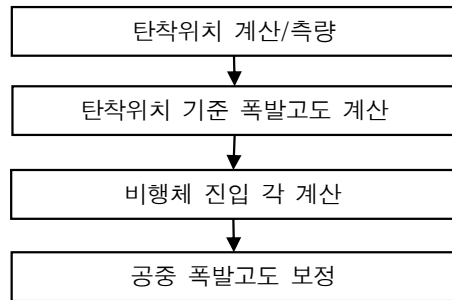 탄착위치 계산/측량
탄착위치 기준 폭발고도 계산
비행체 진입 각 계산
공중 폭발고도 보정